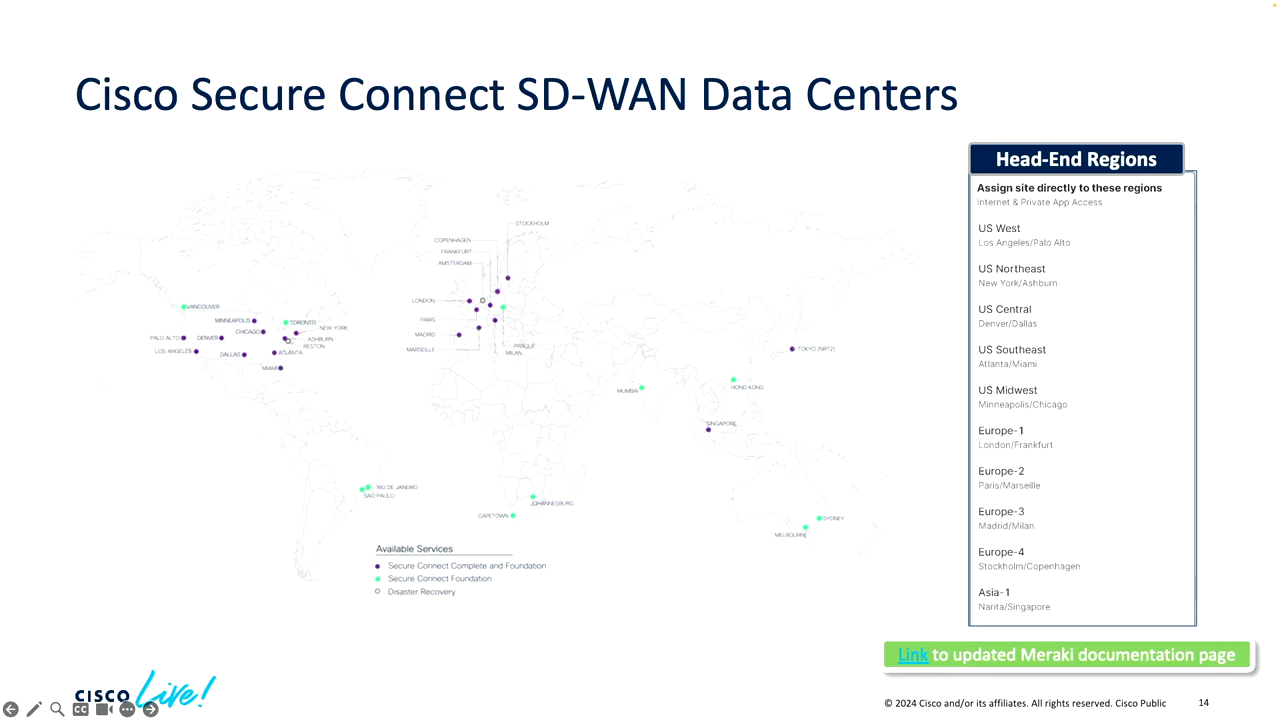 Cisco Secure Connect SD-WAN Data Centers
Head-End Regions
Assign site directly to these regions
Internet & Private App Access
US West
Los Angeles/Palo Alto
US Northeast
New York/Ashburn
US Central
Denver/Dallas
US Southeast
Atlanta/Miami
US Midwest
Minneapolis/Chicago
Europe-1
London/Frankfurt
Europe-2
Paris/Marseille
Europe-3
Madrid/Milan
Europe-4
Stockholm/Copenhagen
Asia-1
Narita/Singapore
STOCKHOLM
COPENHAGEN
FRANKFURT
AMSTERDAM
LONDON
PARIS
MADRID
MARSEILLE
PRAGUE
MILAN
VANCOUVER
MINNEAPOLIS
TORONTO
CHICAGO
NEW YORK
PALO ALTO
DENVER
ASHBURN
RESTON
LOS ANGELES
DALLAS
ATLANTA
MIAMI
TOKYO (NRT2)
MUMBAI
HONG KONG
SINGAPORE
RIO DE JANEIRO
SAO PAULO
JOHANNESBURG
CAPETOWN
SYDNEY
MELBOURNE
Available Services
Secure Connect Complete and Foundation
Secure Connect Foundation
Disaster Recovery
Link to updated Meraki documentation page
CISCO Live!
CC
© 2024 Cisco and/or its affiliates. All rights reserved. Cisco Public
14